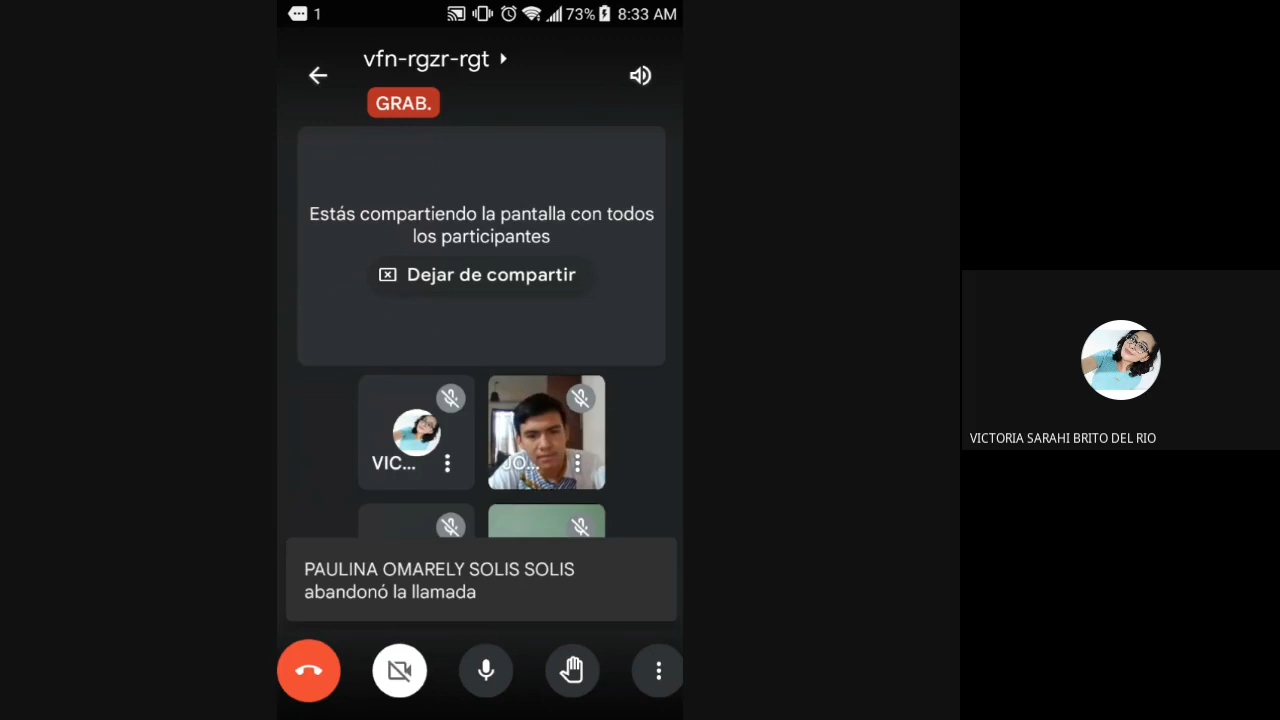 1
73%
8:33 AM
vfn-rgzr-rgt
GRAB.
Estás compartiendo la pantalla con todos
los participantes
Dejar de compartir
VIC...
JO...
PAULINA OMARELY SOLIS SOLIS
abandonó la llamada
VICTORIA SARAHI BRITO DEL RIO